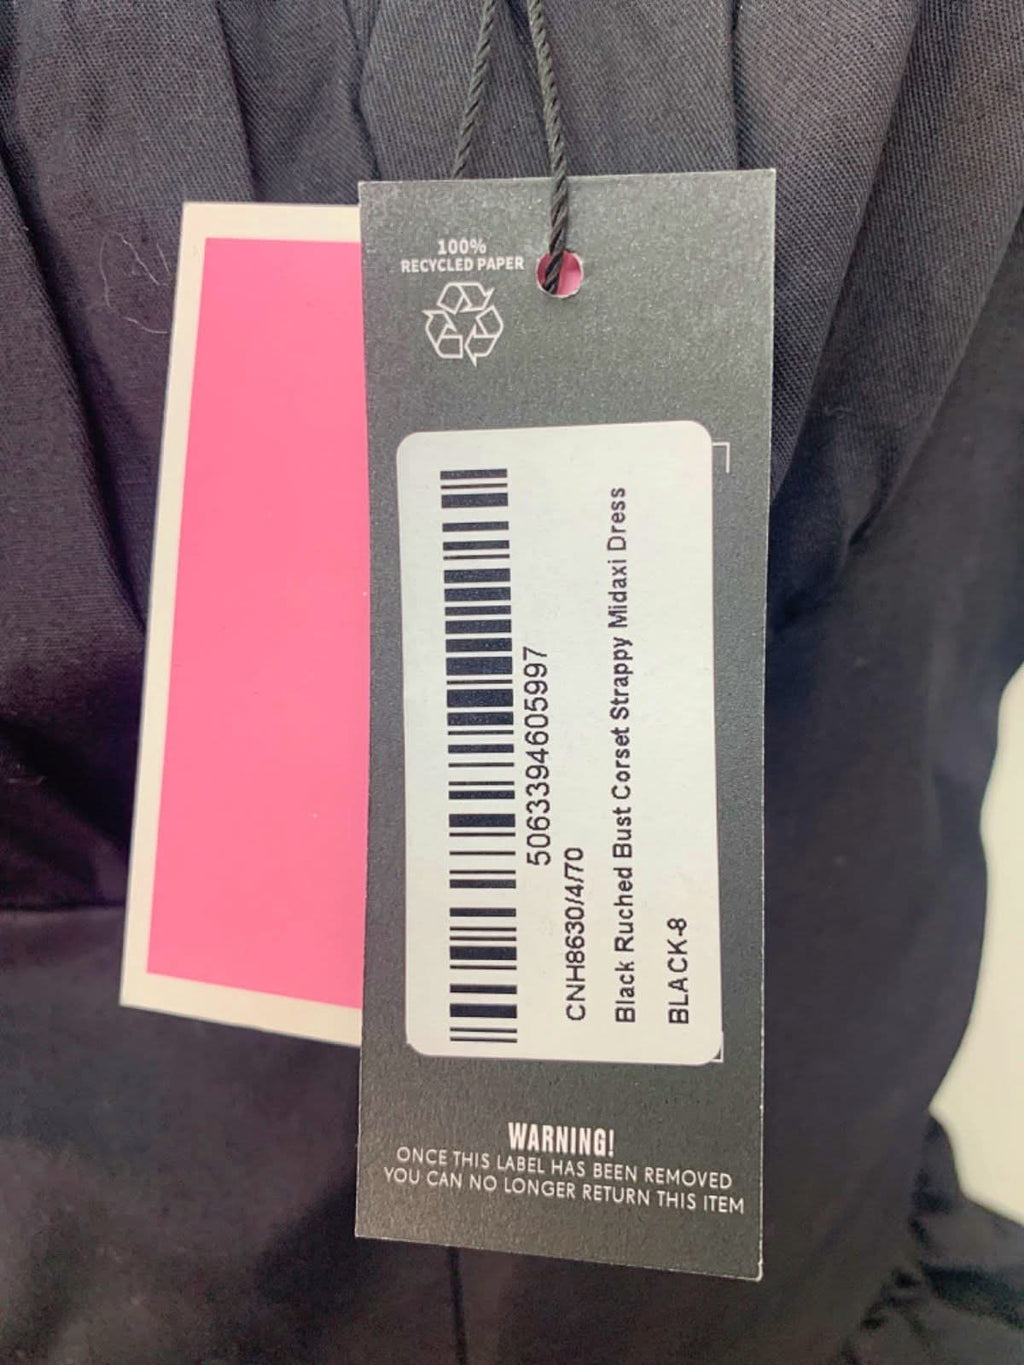 100%
RECYCLED PAPER
5063394605997
CNH8630/4/70
Black Ruched Bust Corset Strappy Midaxi Dress
BLACK-8
WARNING!
ONCE THIS LABEL HAS BEEN REMOVED
YOU CAN NO LONGER RETURN THIS ITEM